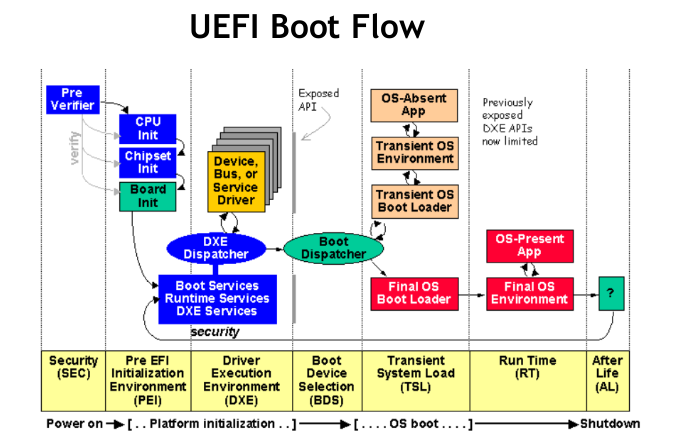 UEFI Boot Flow
Pre
Verifier
verify
CPU
Init
Chipset
Init
Board
Init
Device,
Bus, or
Service
Driver
DXE
Dispatcher
Boot Services
Runtime Services
DXE Services
security
Exposed
API
Boot
Dispatcher
OS-Absent
App
Transient OS
Environment
Transient OS
Boot Loader
Final OS
Boot Loader
Previously
exposed
DXE APIs
now limited
OS-Present
App
Final OS
Environment
?
Security
(SEC)
Pre EFI
Initialization
Environment
(PEI)
Driver
Execution
Environment
(DXE)
Boot
Device
Selection
(BDS)
Transient
System Load
(TSL)
Run Time
(RT)
After
Life
(AL)
Power on [ . . Platform initialization . . ] [ . . . . OS boot . . . . ] Shutdown